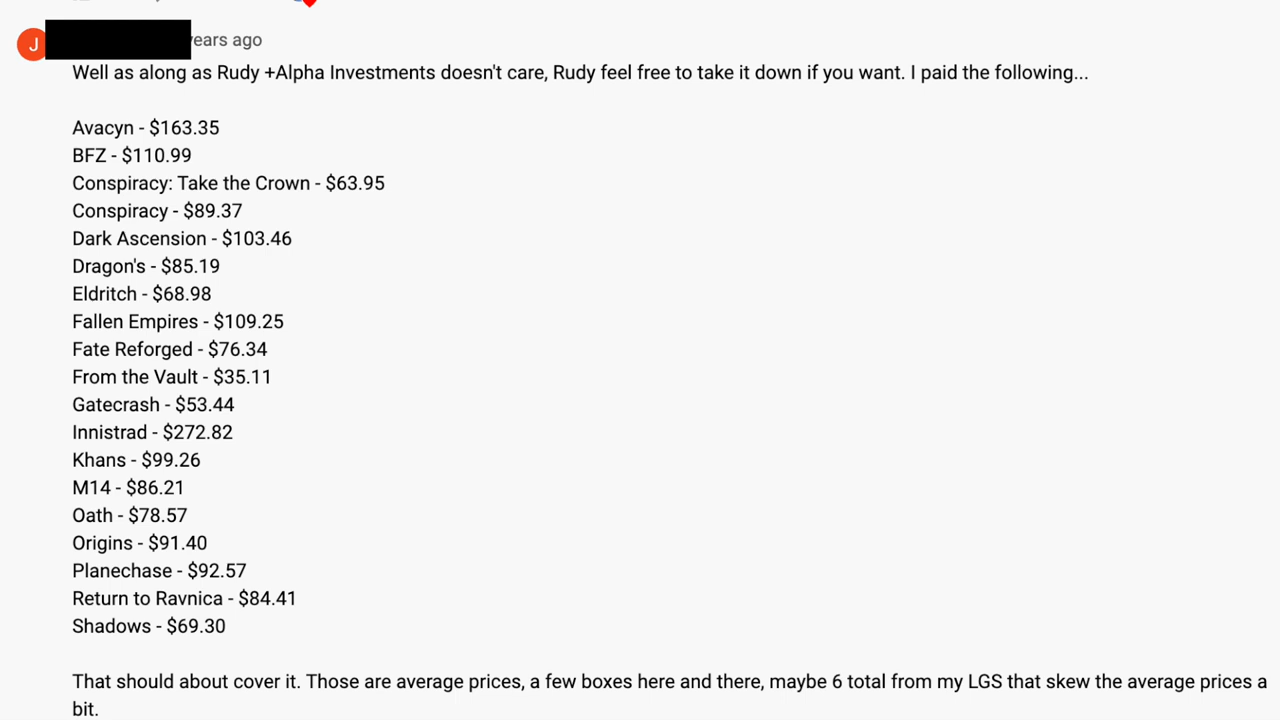 J
years ago
Well as along as Rudy +Alpha Investments doesn't care, Rudy feel free to take it down if you want. I paid the following...
Avacyn - $163.35
BFZ - $110.99
Conspiracy: Take the Crown - $63.95
Conspiracy - $89.37
Dark Ascension - $103.46
Dragon's - $85.19
Eldritch - $68.98
Fallen Empires - $109.25
Fate Reforged - $76.34
From the Vault - $35.11
Gatecrash - $53.44
Innistrad - $272.82
Khans - $99.26
M14 - $86.21
Oath - $78.57
Origins - $91.40
Planechase - $92.57
Return to Ravnica - $84.41
Shadows - $69.30
That should about cover it. Those are average prices, a few boxes here and there, maybe 6 total from my LGS that skew the average prices a
bit.